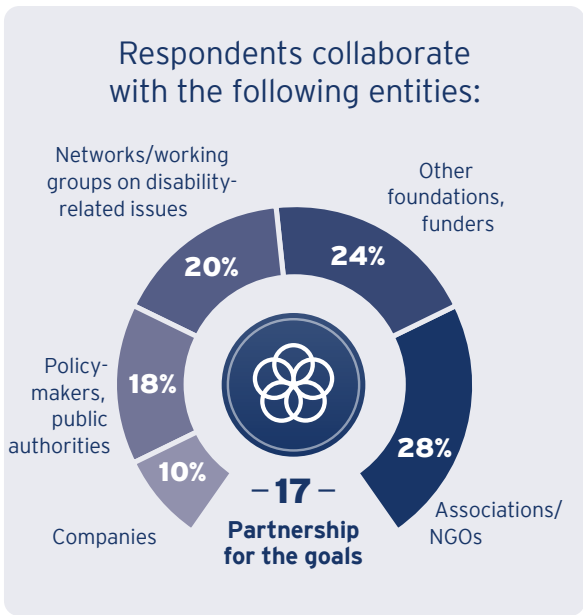 Respondents collaborate
with the following entities:
Networks/working
groups on disability-
related issues
20%
Other
foundations,
funders
24%
Policy-
makers,
public
authorities
18%
10%
Companies
28%
Associations/
NGOs
– 17 –
Partnership
for the goals